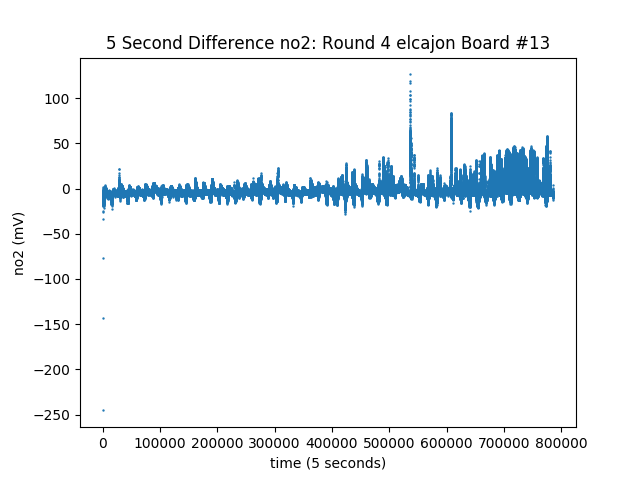 5 Second Difference no2: Round 4 elcajon Board #13
100
50
0
−50
−100
−150
−200
−250
no2 (mV)
0 100000 200000 300000 400000 500000 600000 700000 800000
time (5 seconds)